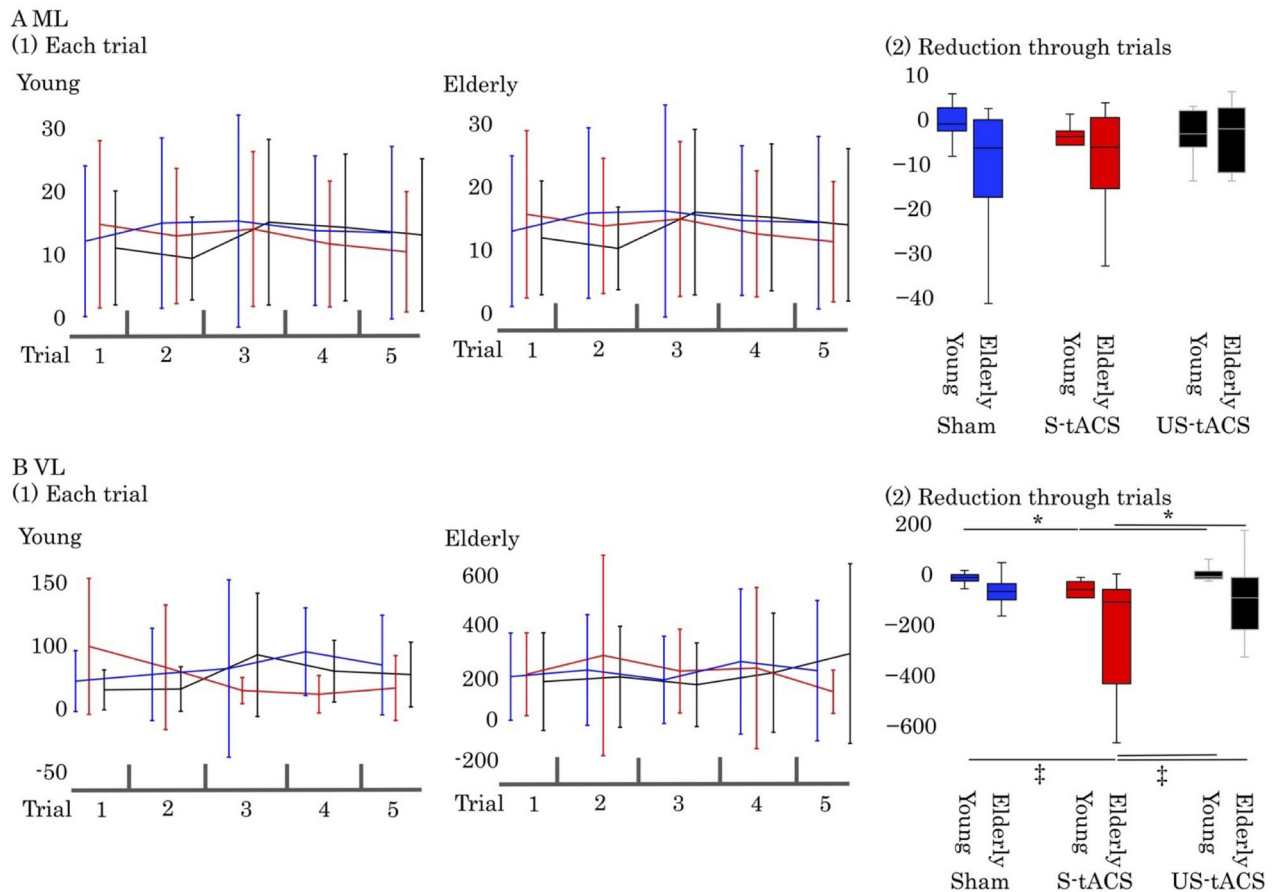 A ML
(1) Each trial
Young
30
20
10
0
Trial 1 2 3 4 5
Elderly
30
20
10
0
Trial 1 2 3 4 5
(2) Reduction through trials
10
0
−10
−20
−30
−40
Young
Elderly
Young
Elderly
Young
Elderly
Sham S-tACS US-tACS
B VL
(1) Each trial
Young
150
100
0
-50
Trial 1 2 3 4 5
Elderly
600
400
200
0
-200
Trial 1 2 3 4 5
(2) Reduction through trials
200
0
−200
−400
−600
* *
‡ ‡
Young
Elderly
Young
Elderly
Young
Elderly
Sham S-tACS US-tACS